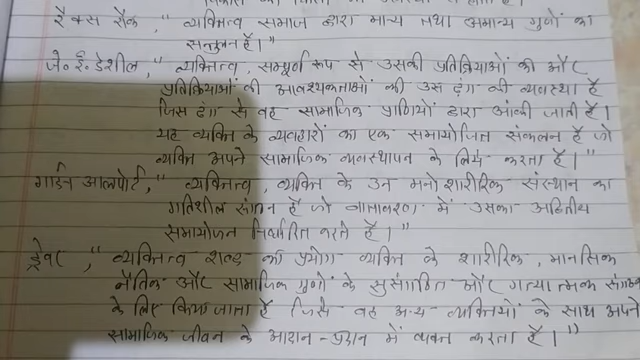 रैक्स रॉक, " व्यक्तित्व समाज द्वारा मान्य तथा अमान्य गुणों का
सन्तुलन है।"
जे० ई० डेशील, " व्यक्तित्व, सम्पूर्ण रूप से उसकी प्रतिक्रियाओं की और
प्रतिक्रियाओं की आवश्यकताओं की उस ढंग की व्यवस्था है
जिस ढंग से वह सामाजिक प्राणियों द्वारा आंकी जाती है।
यह व्यक्ति के व्यवहारों का एक समायोजित संकलन है जो
व्यक्ति अपने सामाजिक व्यवस्थापन के लिये करता है।"
गार्डन आलपोर्ट, " व्यक्तित्व, व्यक्ति के उन मनोशारीरिक संस्थान का
गतिशील संगठन है जो वातावरण में उसका अद्वितीय
समायोजन निर्धारित करते हैं।"
ड्रेवर, " व्यक्तित्व शब्द का प्रयोग व्यक्ति के शारीरिक, मानसिक
नैतिक और सामाजिक गुणों के सुसंगठित और गत्यात्मक संगठन
के लिए किया जाता है जिसे वह अन्य व्यक्तियों के साथ अपने
सामाजिक जीवन के आदान-प्रदान में व्यक्त करता है।"